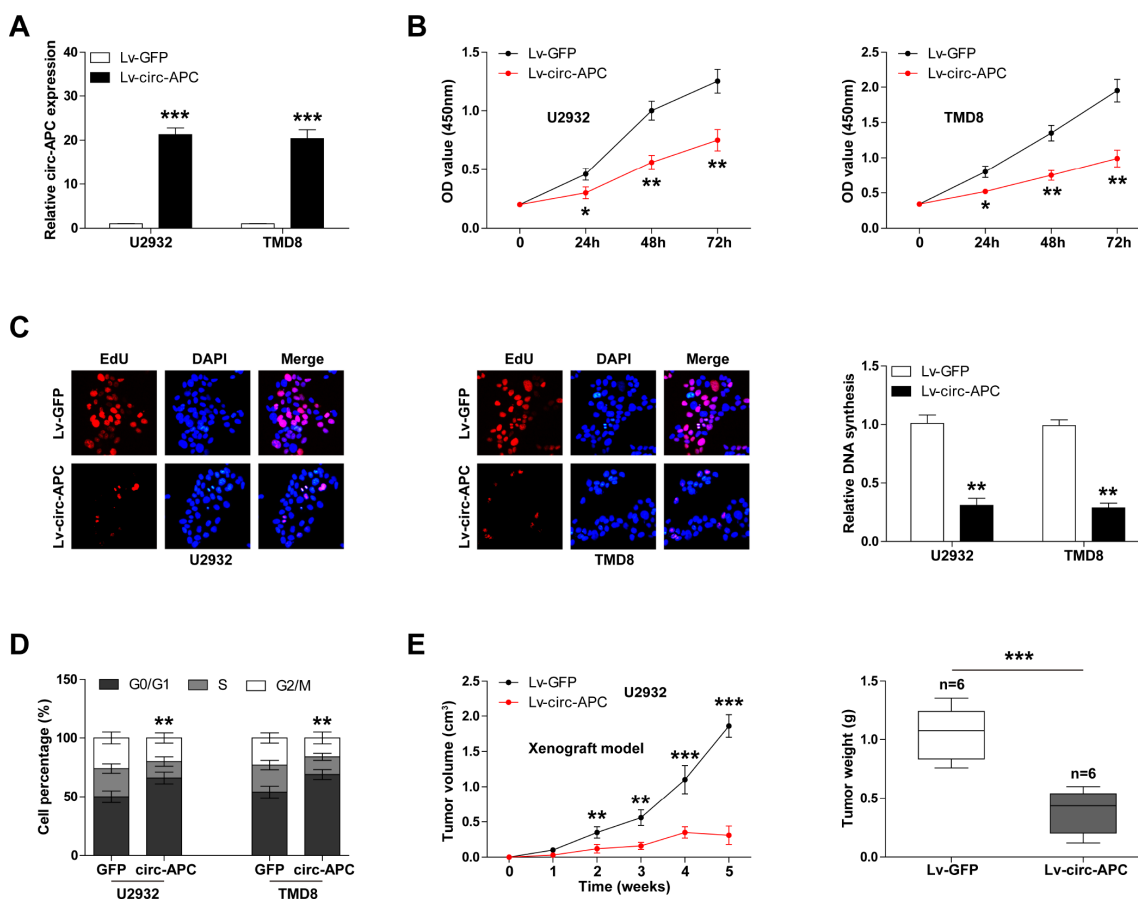 A
Relative circ-APC expression
40
30
20
10
0
Lv-GFP
Lv-circ-APC
***
***
U2932
TMD8
B
OD value (450nm)
1.5
1.0
0.5
0.0
Lv-GFP
Lv-circ-APC
U2932
*
**
**
0
24h
48h
72h
OD value (450nm)
2.5
2.0
1.5
1.0
0.5
0.0
Lv-GFP
Lv-circ-APC
TMD8
*
**
**
0
24h
48h
72h
C
EdU
DAPI
Merge
Lv-GFP
Lv-circ-APC
U2932
EdU
DAPI
Merge
Lv-GFP
Lv-circ-APC
TMD8
Relative DNA synthesis
1.5
1.0
0.5
0.0
Lv-GFP
Lv-circ-APC
**
**
U2932
TMD8
D
Cell percentage (%)
150
100
50
0
G0/G1
S
G2/M
**
**
GFP circ-APC
GFP circ-APC
U2932
TMD8
E
Tumor volume (cm³)
2.5
2.0
1.5
1.0
0.5
0.0
Lv-GFP
Lv-circ-APC
U2932
Xenograft model
**
**
***
***
0
1
2
3
4
5
Time (weeks)
Tumor weight (g)
1.5
1.0
0.5
0.0
***
n=6
n=6
Lv-GFP
Lv-circ-APC